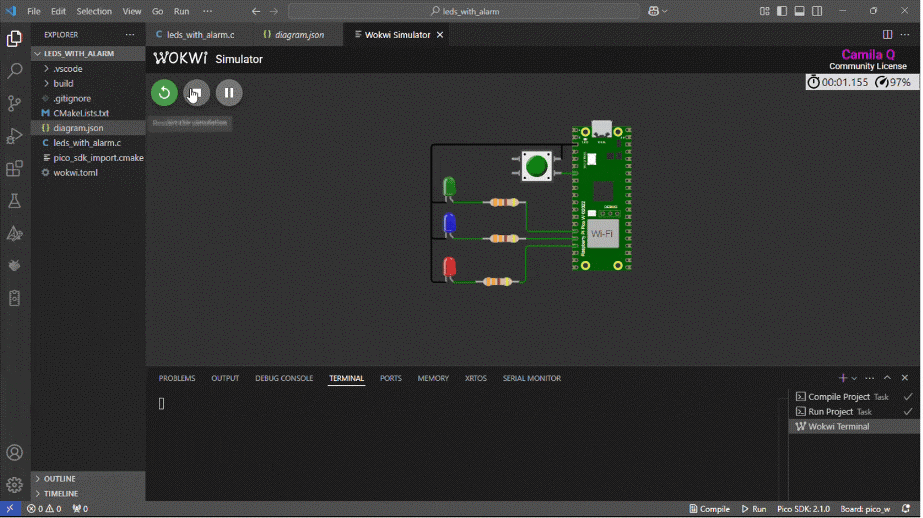 File Edit Selection View Go Run ··· leds_with_alarm
EXPLORER ···
LEDS_WITH_ALARM
.vscode
build
.gitignore
M CMakeLists.txt
{} diagram.json
C leds_with_alarm.c
pico_sdk_import.cmake
wokwi.toml
C leds_with_alarm.c {} diagram.json Wokwi Simulator
WOKWI Simulator
Camila Q
Community License
00:01.155 97%
Wi-Fi
PROBLEMS OUTPUT DEBUG CONSOLE TERMINAL PORTS MEMORY XRTOS SERIAL MONITOR
Compile Project Task
Run Project Task
Wokwi Terminal
OUTLINE
TIMELINE
0 0 0 Compile Run Pico SDK: 2.1.0 Board: pico_w